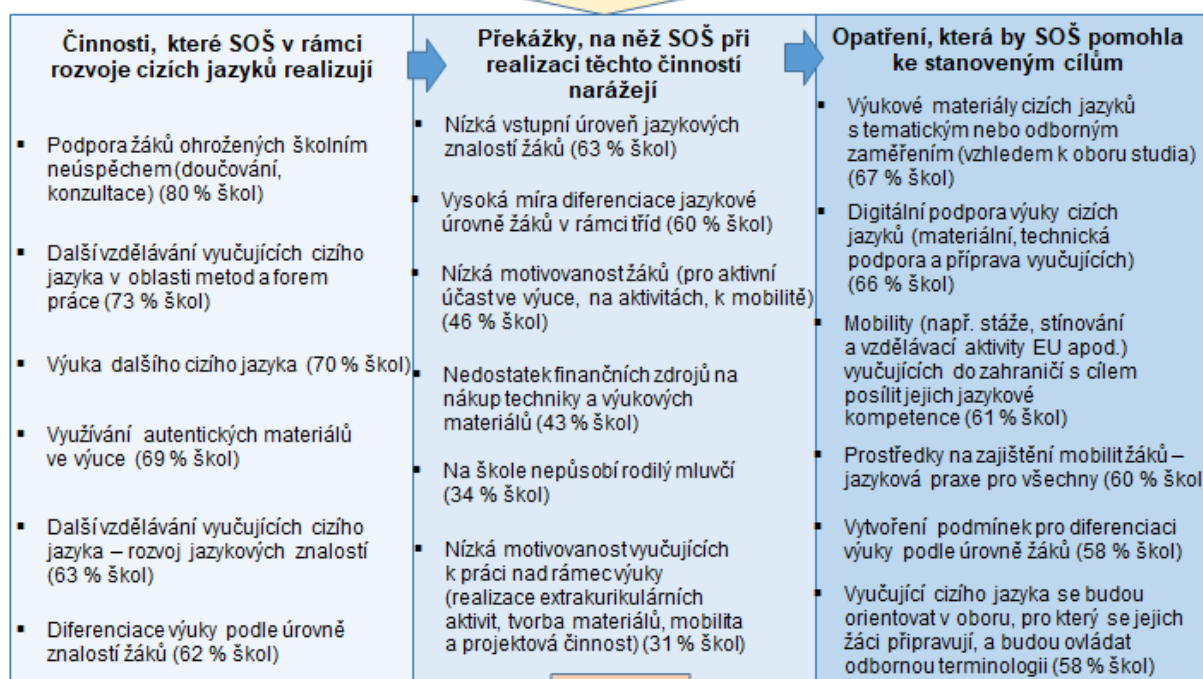 Činnosti, které SOŠ v rámci
rozvoje cizích jazyků realizují
▪ Podpora žáků ohrožených školním
neúspěchem (doučování,
konzultace) (80 % škol)
▪ Další vzdělávání vyučujících cizího
jazyka v oblasti metod a forem
práce (73 % škol)
▪ Výuka dalšího cizího jazyka (70 % škol)
▪ Využívání autentických materiálů
ve výuce (69 % škol)
▪ Další vzdělávání vyučujících cizího
jazyka – rozvoj jazykových znalostí
(63 % škol)
▪ Diferenciace výuky podle úrovně
znalostí žáků (62 % škol)
Překážky, na něž SOŠ při
realizaci těchto činností
narážejí
▪ Nízká vstupní úroveň jazykových
znalostí žáků (63 % škol)
▪ Vysoká míra diferenciace jazykové
úrovně žáků v rámci tříd (60 % škol)
▪ Nízká motivovanost žáků (pro aktivní
účast ve výuce, na aktivitách, k mobilitě)
(46 % škol)
▪ Nedostatek finančních zdrojů na
nákup techniky a výukových
materiálů (43 % škol)
▪ Na škole nepůsobí rodilý mluvčí
(34 % škol)
▪ Nízká motivovanost vyučujících
k práci nad rámec výuky
(realizace extrakurikulárních
aktivit, tvorba materiálů, mobilita
a projektová činnost) (31 % škol)
Opatření, která by SOŠ pomohla
ke stanoveným cílům
▪ Výukové materiály cizích jazyků
s tematickým nebo odborným
zaměřením (vzhledem k oboru studia)
(67 % škol)
▪ Digitální podpora výuky cizích
jazyků (materiální, technická
podpora a příprava vyučujících)
(66 % škol)
▪ Mobility (např. stáže, stínování
a vzdělávací aktivity EU apod.)
vyučujících do zahraničí s cílem
posílit jejich jazykové
kompetence (61 % škol)
▪ Prostředky na zajištění mobilit žáků –
jazyková praxe pro všechny (60 % škol
▪ Vytvoření podmínek pro diferenciaci
výuky podle úrovně žáků (58 % škol)
▪ Vyučující cizího jazyka se budou
orientovat v oboru, pro který se jejich
žáci připravují, a budou ovládat
odbornou terminologii (58 % škol)